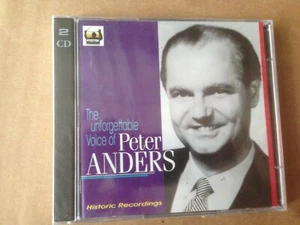 2
CD
The
unforgettable
Voice of Peter
ANDERS
Historic Recordings